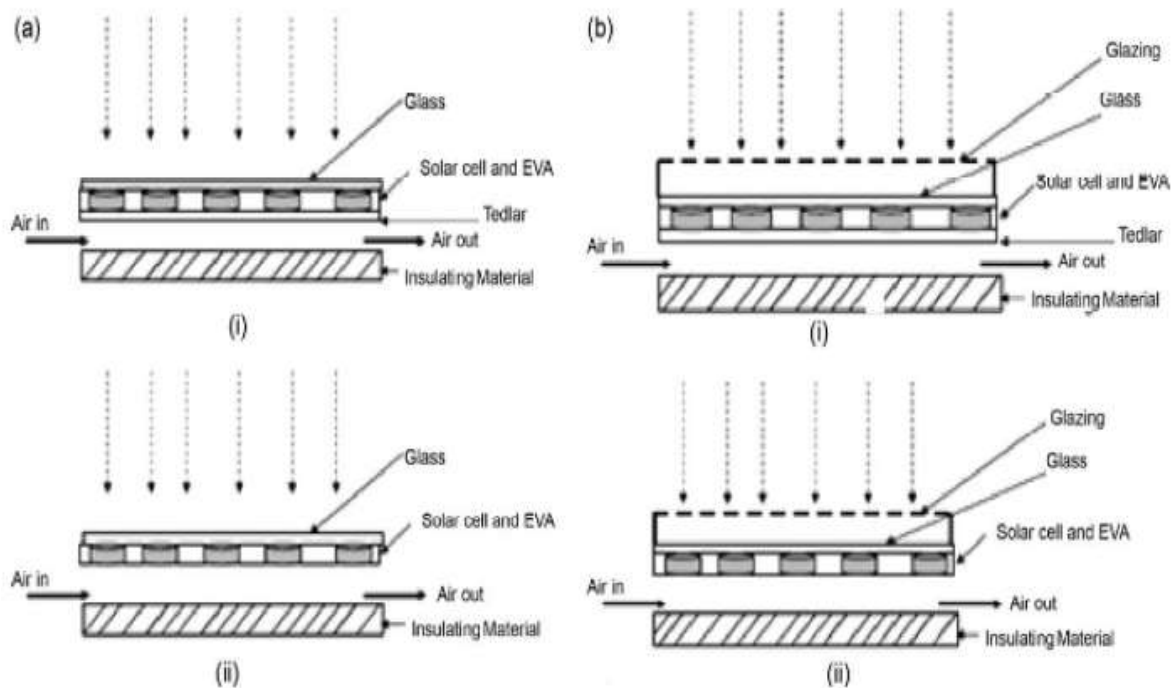 (a)
Glass
Solar cell and EVA
Tedlar
Air in
Air out
Insulating Material
(i)
Glass
Solar cell and EVA
Air in
Air out
Insulating Material
(ii)
(b)
Glazing
Glass
Solar cell and EVA
Tedlar
Air in
Air out
Insulating Material
(i)
Glazing
Glass
Solar cell and EVA
Air in
Air out
Insulating Material
(ii)